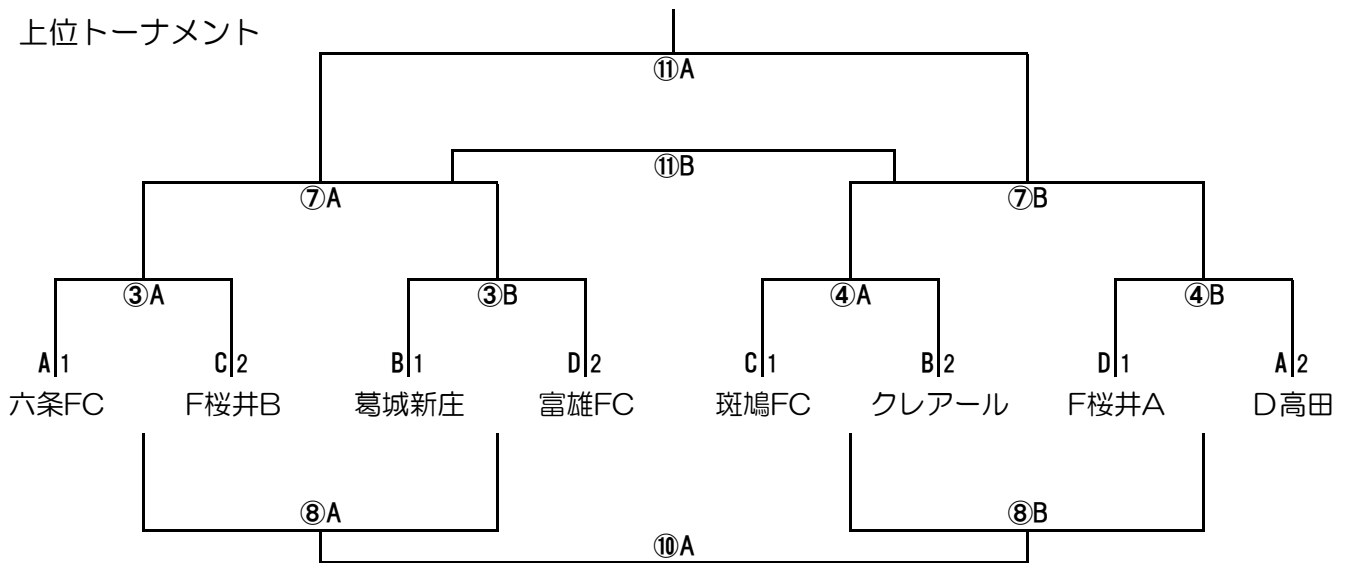 上位トーナメント
⑪A
⑪B
⑦A ⑦B
③A ③B ④A ④B
A 1 C 2 B 1 D 2 C 1 B 2 D 1 A 2
六条FC F桜井B 葛城新庄 富雄FC 斑鳩FC クレアール F桜井A D高田
⑧A ⑧B
⑩A